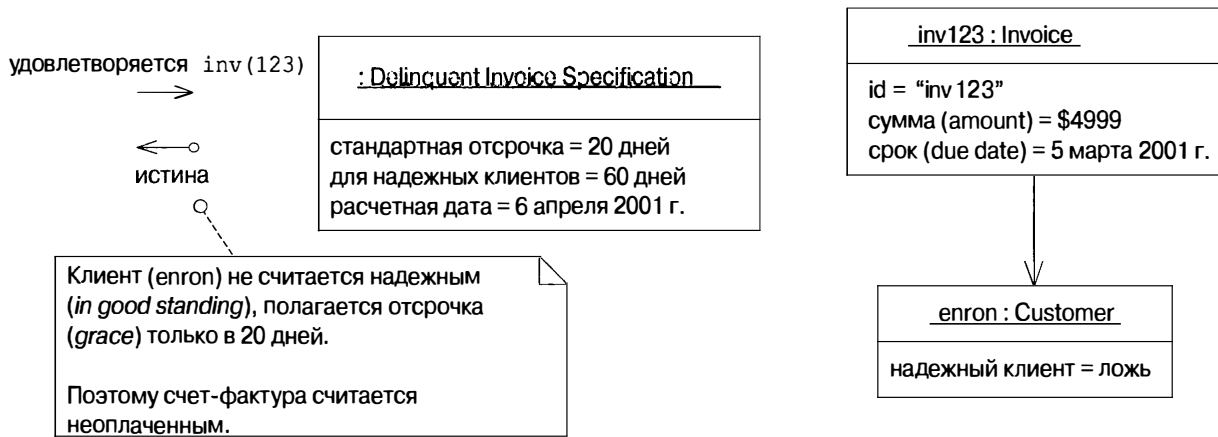 удовлетворяется inv(123)
истина
: Delinquent Invoice Specification
стандартная отсрочка = 20 дней
для надежных клиентов = 60 дней
расчетная дата = 6 апреля 2001 г.
Клиент (enron) не считается надежным
(in good standing), полагается отсрочка
(grace) только в 20 дней.
Поэтому счет-фактура считается
неоплаченным.
inv123 : Invoice
id = “inv 123”
сумма (amount) = $4999
срок (due date) = 5 марта 2001 г.
enron : Customer
надежный клиент = ложь